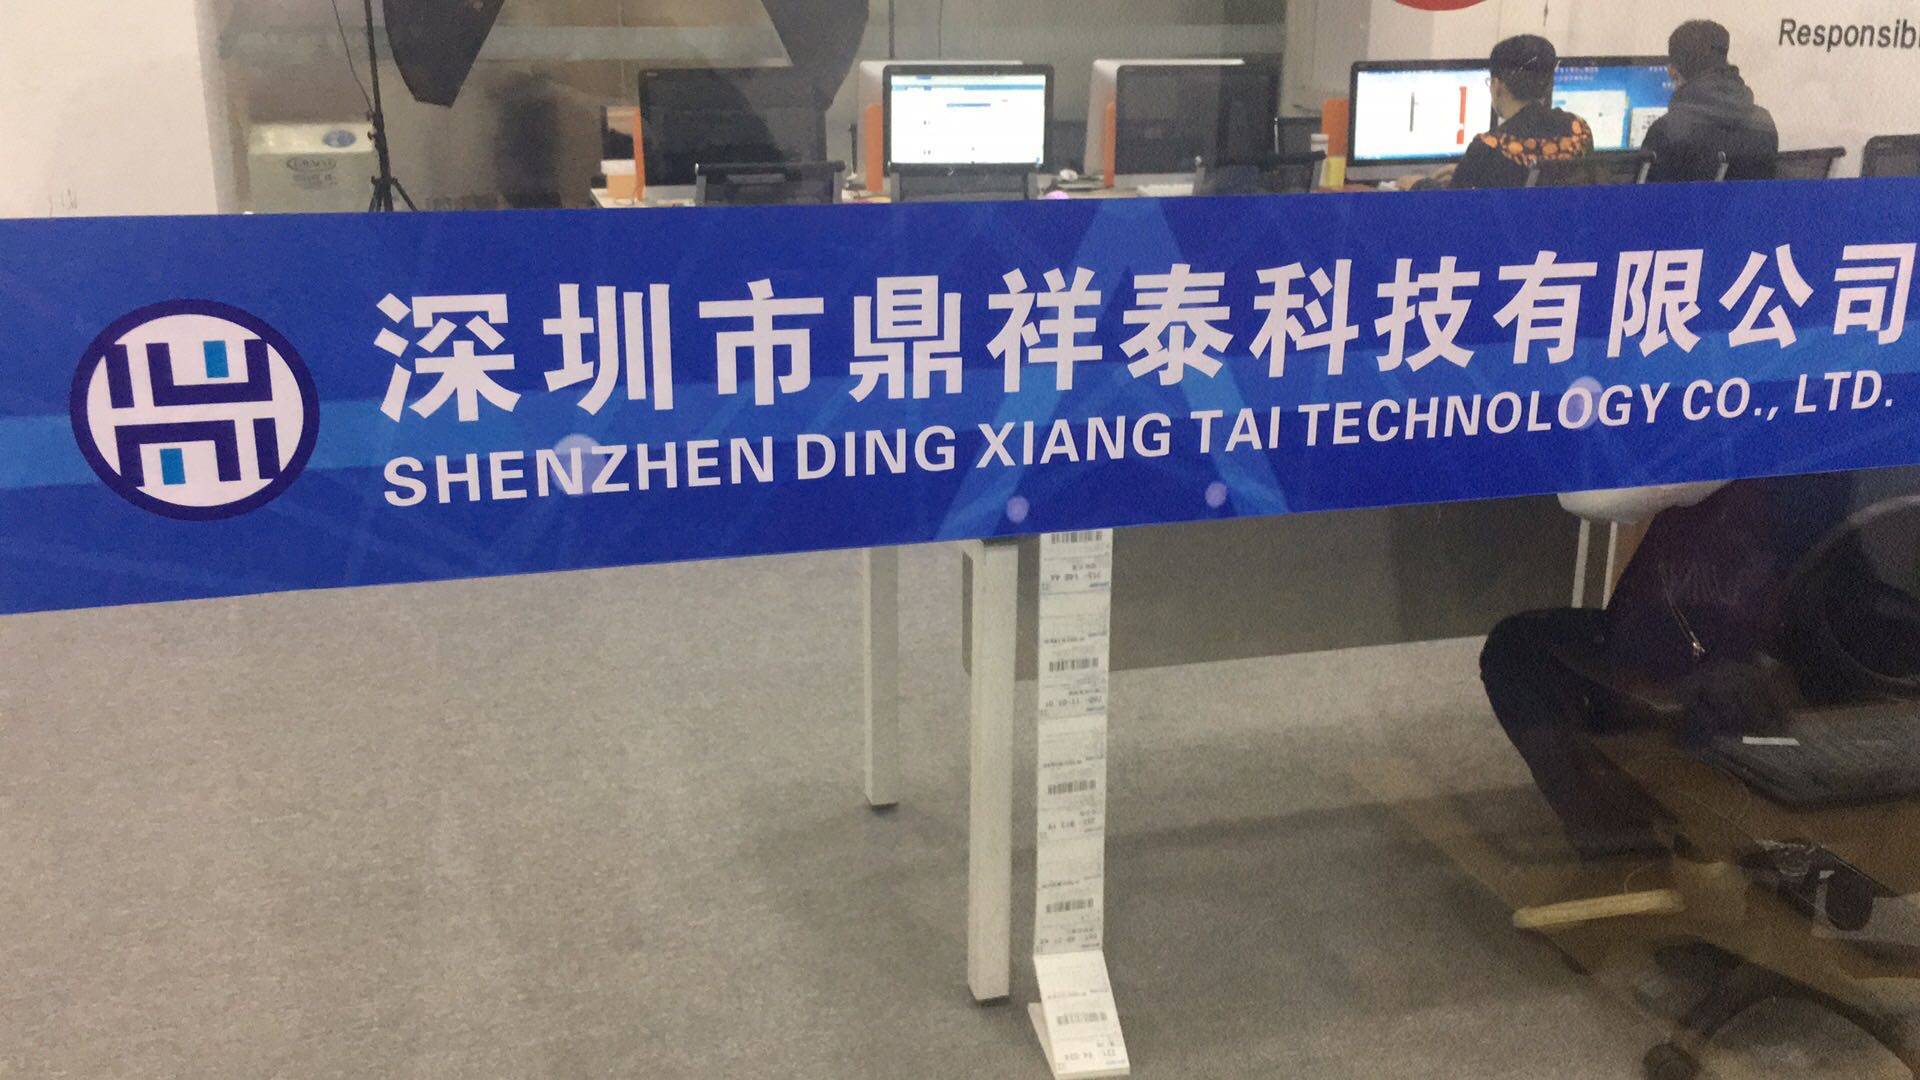 Responsib
深圳市鼎祥泰科技有限公司
SHENZHEN DING XIANG TAI TECHNOLOGY CO., LTD.